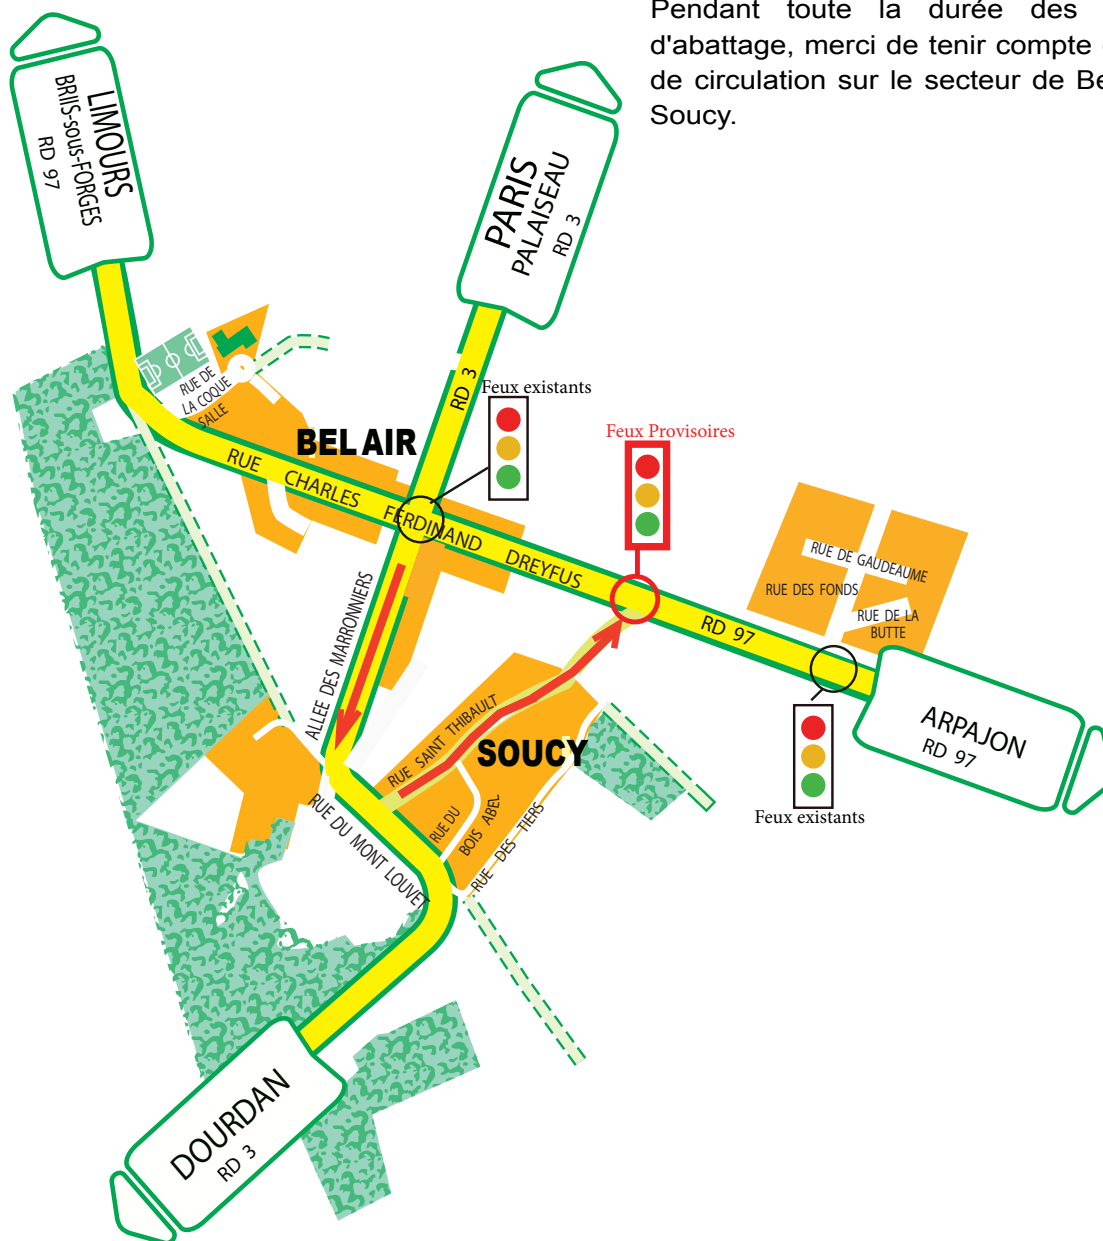 Pendant toute la durée des
d'abattage, merci de tenir compte
de circulation sur le secteur de Be
Soucy.
LIMOURS
BRIIS-sous-FORGES
RD 97
PARIS
PALAISEAU
RD 3
RUE DE
LA COQUE
SALLE
RD 3
Feux existants
BEL AIR
Feux Provisoires
RUE CHARLES FERDINAND DREYFUS
RD 97
RUE DE GAUDEAUME
RUE DES FONDS
RUE DE LA
BUTTE
ALLEE DES MARRONNIERS
RUE SAINT THIBAULT
SOUCY
ARPAJON
RD 97
Feux existants
RUE DU MONT LOUVET
RUE DU
BOIS ABEL
RUE DES TIERS
DOURDAN
RD 3